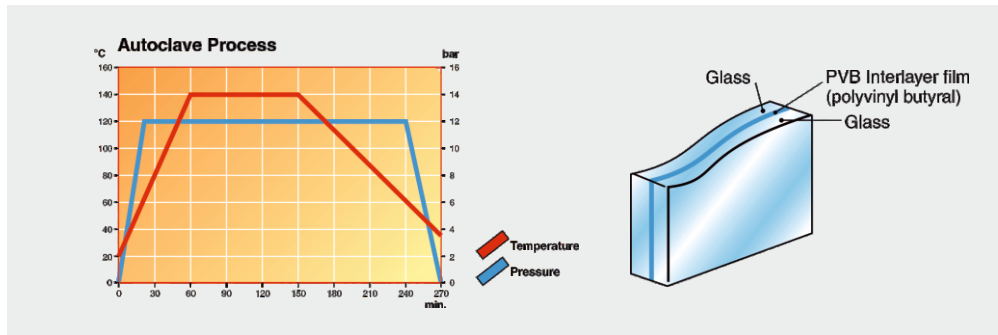 Autoclave Process
°C
bar
160
16
140
14
120
12
100
10
80
8
60
6
40
4
20
2
0
0
0 30 60 90 120 150 180 210 240 270
min.
Temperature
Pressure
Glass
PVB Interlayer film
(polyvinyl butyral)
Glass